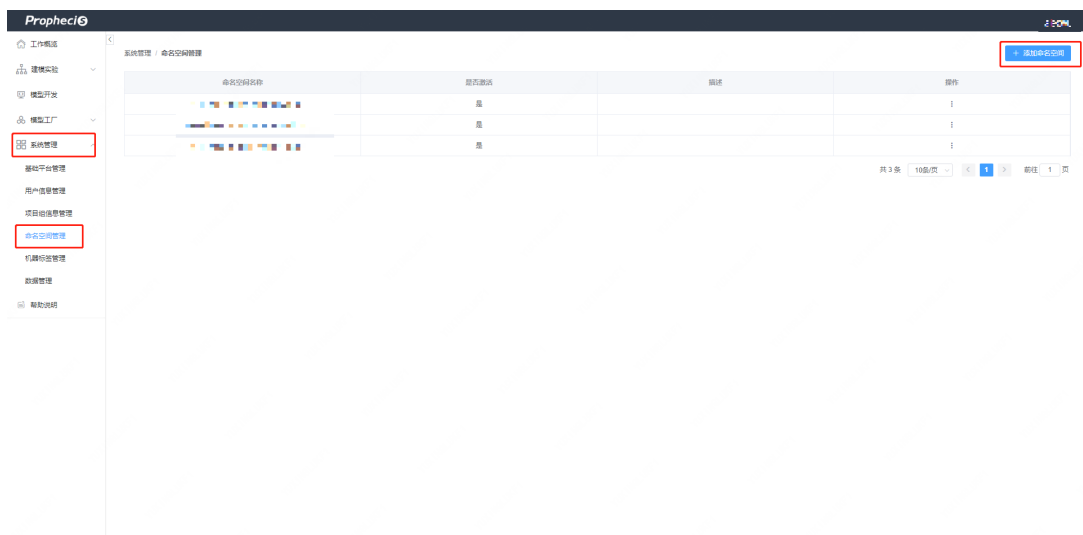 Prophecis
工作概览
建模实验
模型开发
模型工厂
系统管理
基础平台管理
用户信息管理
项目组信息管理
命名空间管理
机器标签管理
数据管理
帮助说明
系统管理 / 命名空间管理
+ 添加命名空间
命名空间名称 是否激活 描述 操作
是
是
是
共 3 条 10条/页 < 1 > 前往 1 页